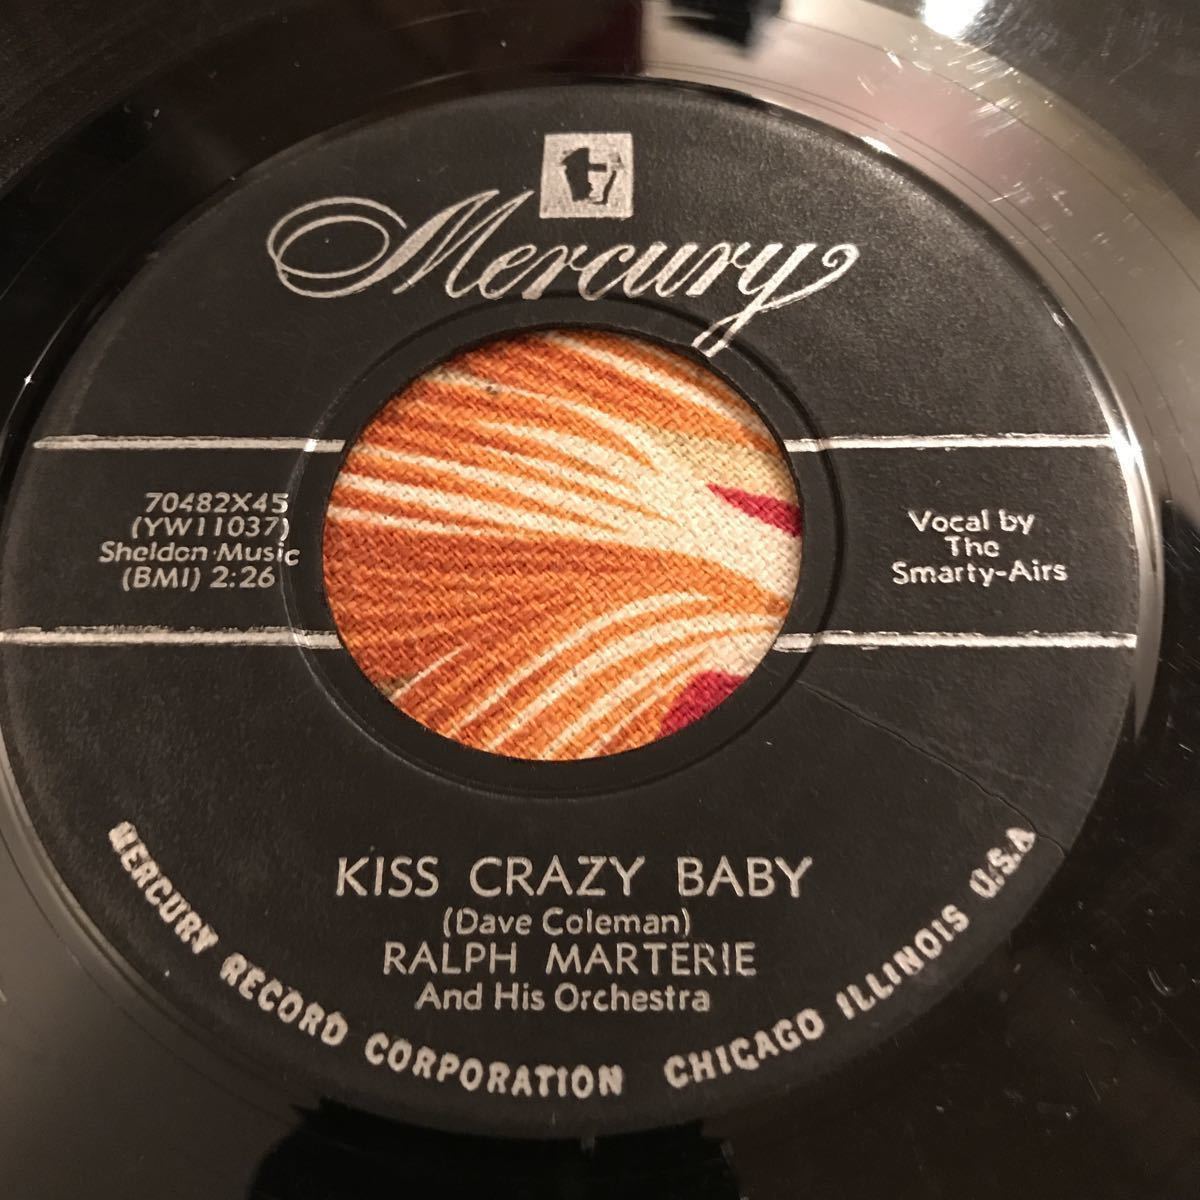 Mercury
70482X45
(YW11037)
Sheldon Music
(BMI) 2:26
Vocal by
The
Smarty-Airs
KISS CRAZY BABY
(Dave Coleman)
RALPH MARTERIE
And His Orchestra
MERCURY RECORD CORPORATION CHICAGO ILLINOIS U.S.A